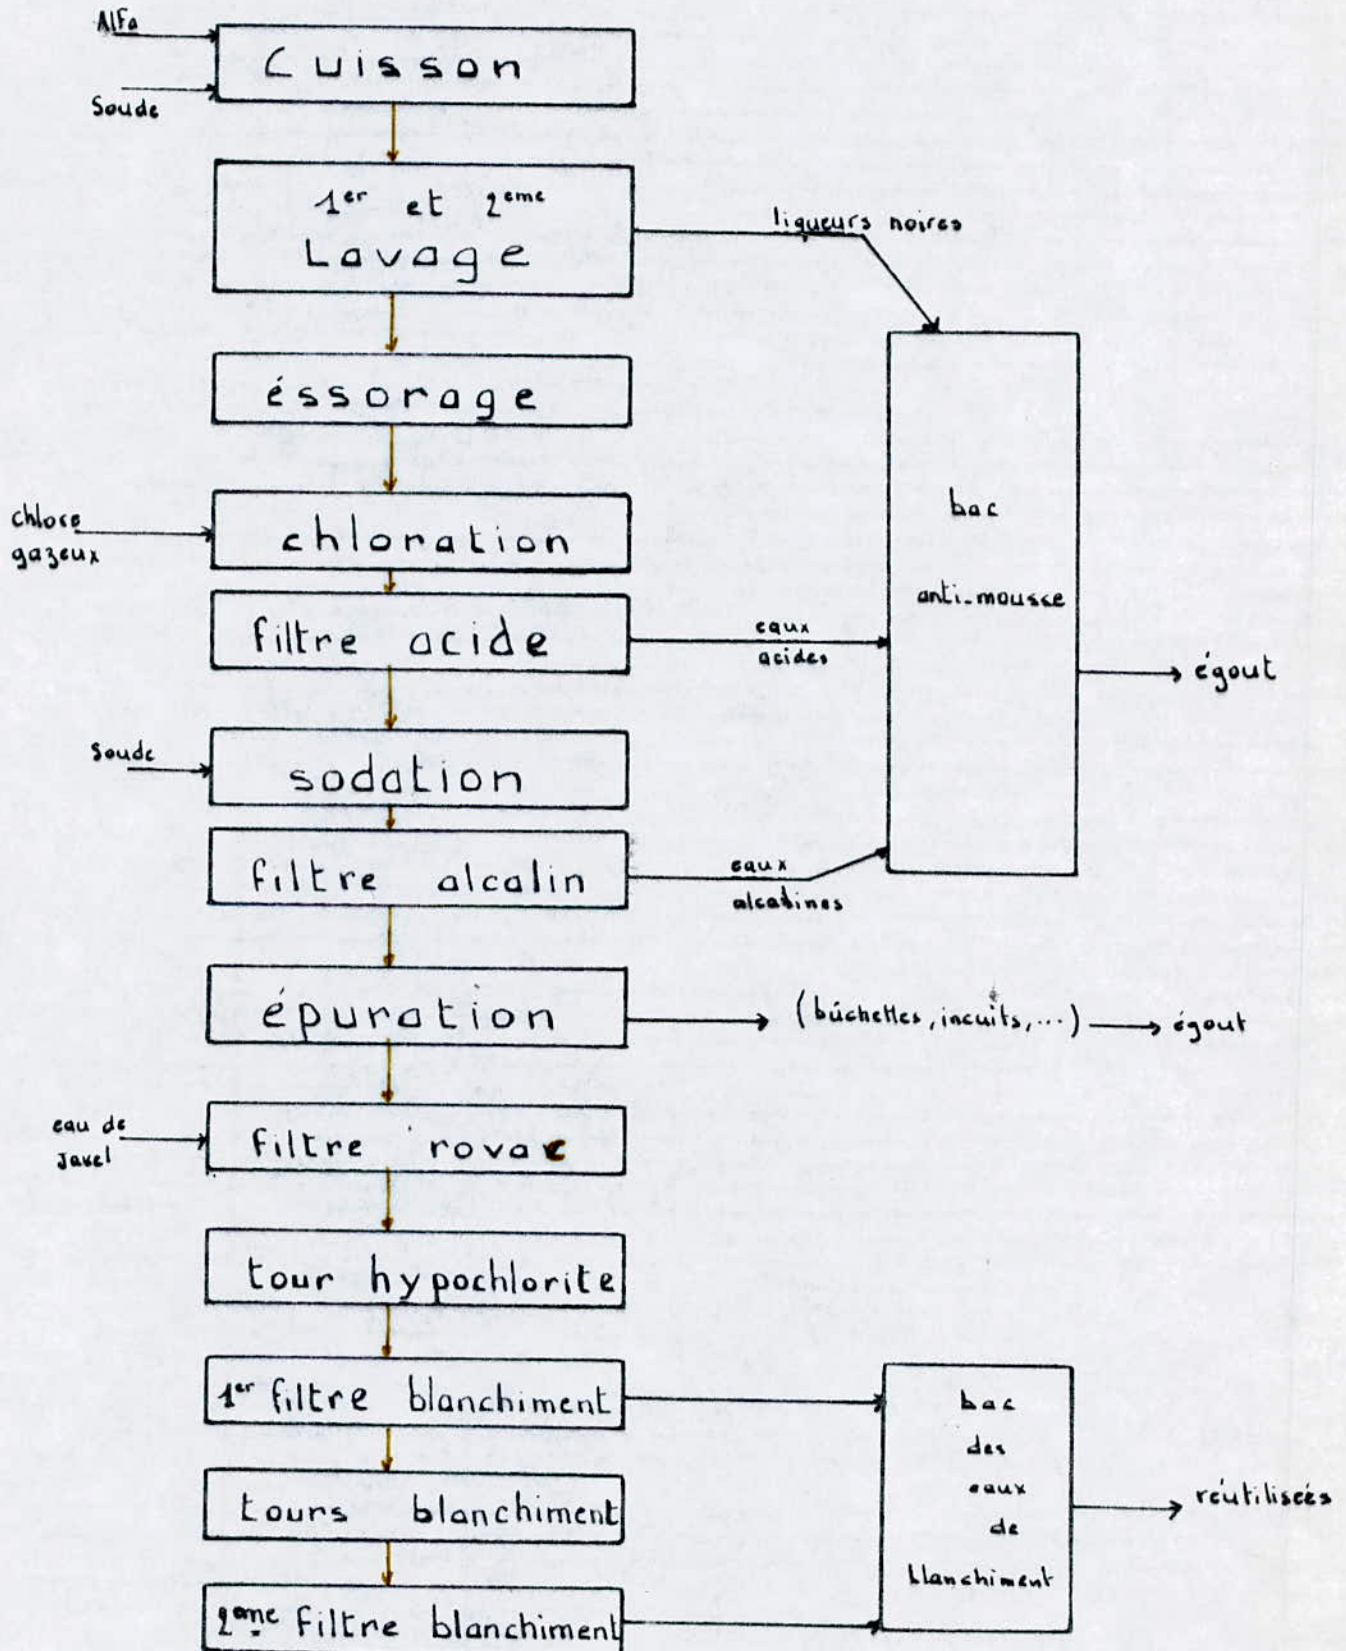 Alfa
Cuisson
Soude
1er et 2eme
Lavage
liqueurs noires
éssorage
chlore
gazeux
chloration
bac
anti-mousse
filtre acide
eaux
acides
égout
Soude
sodation
filtre alcalin
eaux
alcalines
épuration
(bûchettes, incuits, ...)
égout
eau de
Javel
filtre rovac
tour hypochlorite
1er filtre blanchiment
bac
des
eaux
de
blanchiment
réutilisées
tours blanchiment
2eme filtre blanchiment